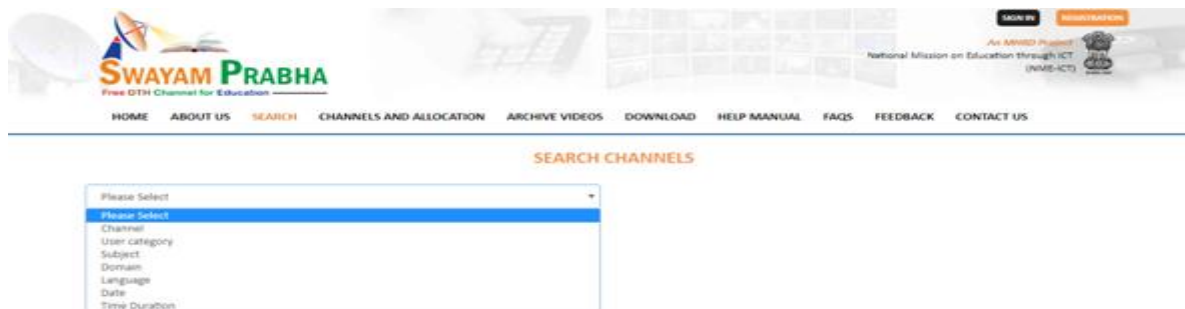 SIGN IN REGISTRATION
An MHRD Project
National Mission on Education through ICT
(NME-ICT)
SWAYAM PRABHA
Free DTH Channel for Education
HOME ABOUT US SEARCH CHANNELS AND ALLOCATION ARCHIVE VIDEOS DOWNLOAD HELP MANUAL FAQS FEEDBACK CONTACT US
SEARCH CHANNELS
Please Select
Please Select
Channel
User category
Subject
Domain
Language
Date
Time Duration